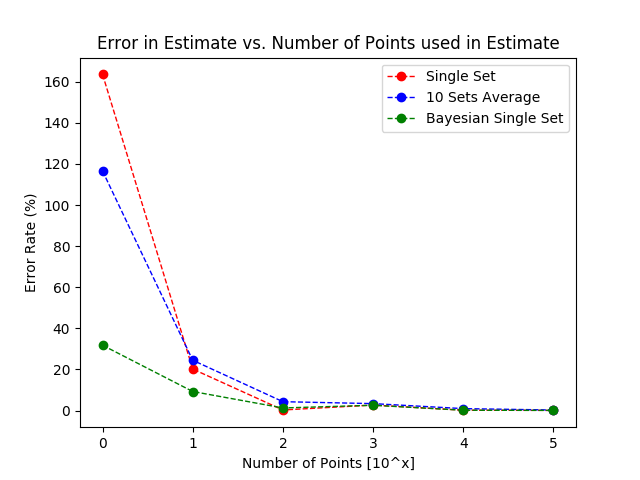 Error in Estimate vs. Number of Points used in Estimate
Single Set
10 Sets Average
Bayesian Single Set
Error Rate (%)
160
140
120
100
80
60
40
20
0
0 1 2 3 4 5
Number of Points [10^x]